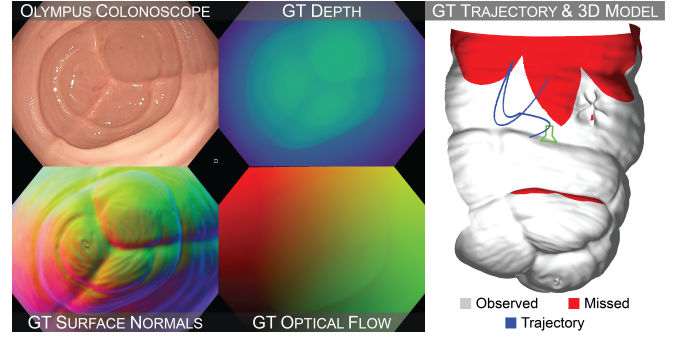 OLYMPUS COLONOSCOPE
GT DEPTH
GT TRAJECTORY & 3D MODEL
GT SURFACE NORMALS
GT OPTICAL FLOW
Observed
Missed
Trajectory